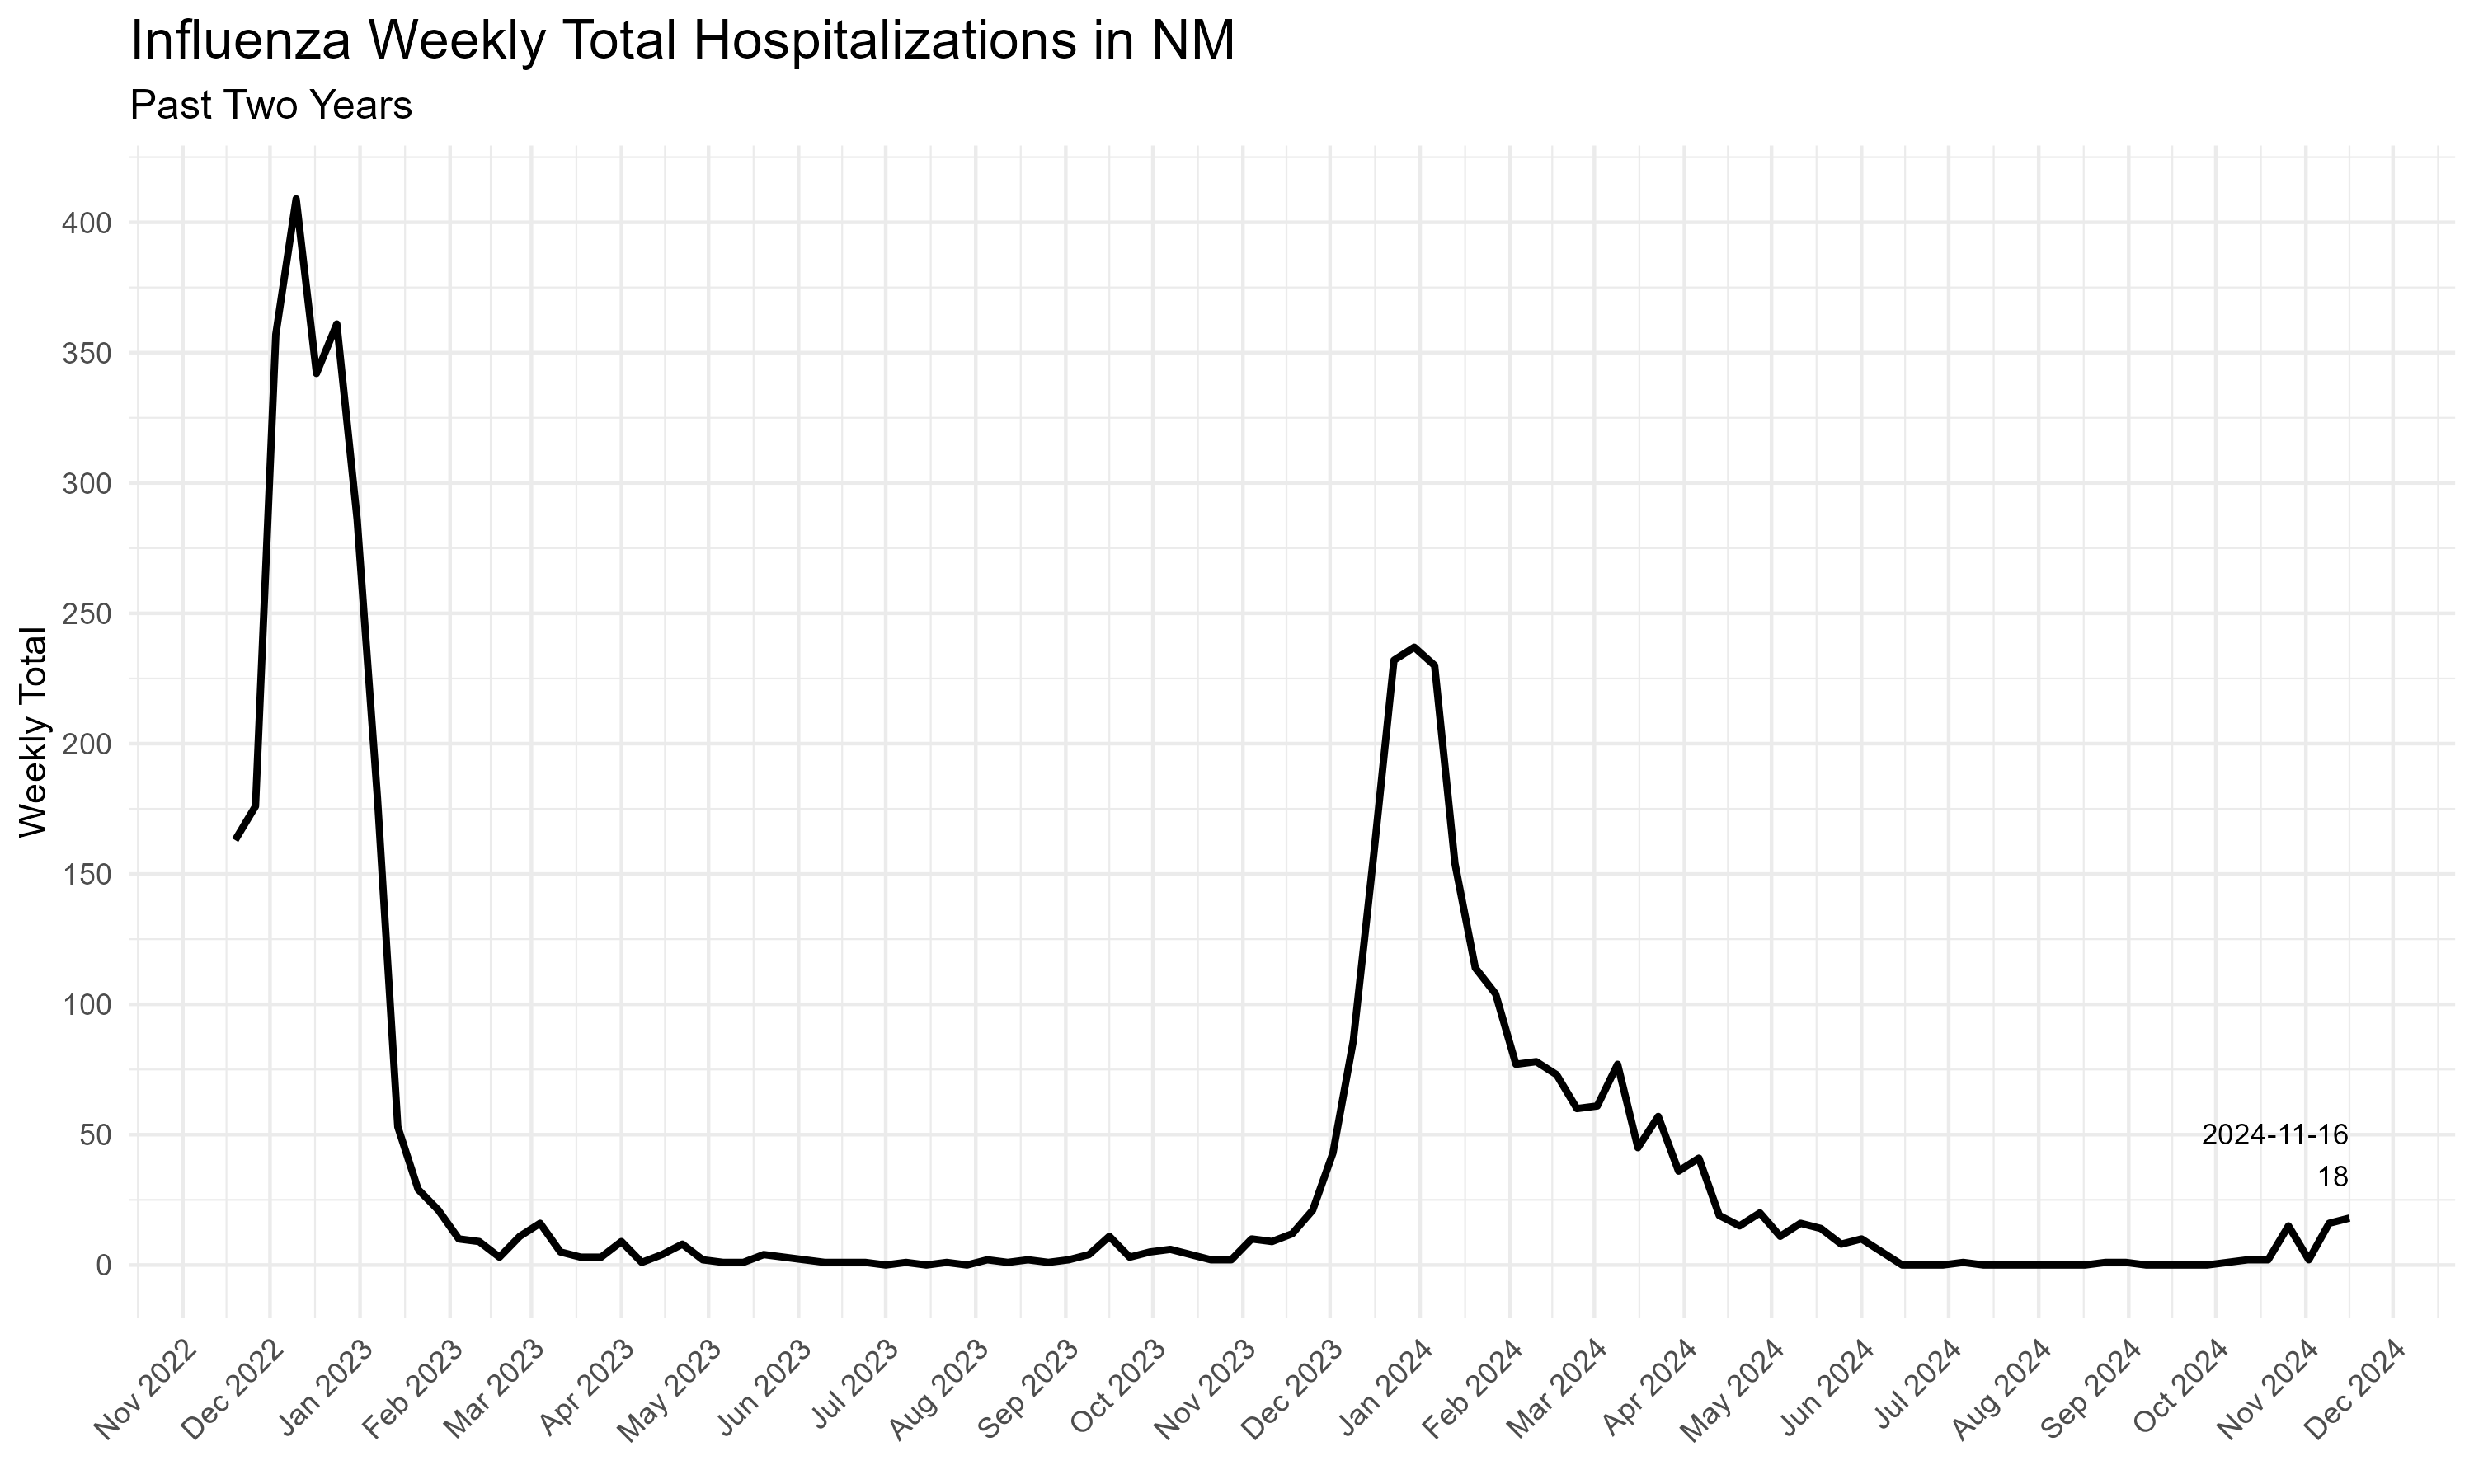 Influenza Weekly Total Hospitalizations in NM
Past Two Years
Weekly Total
400
350
300
250
200
150
100
50
0
2024-11-16
18
Nov 2022
Dec 2022
Jan 2023
Feb 2023
Mar 2023
Apr 2023
May 2023
Jun 2023
Jul 2023
Aug 2023
Sep 2023
Oct 2023
Nov 2023
Dec 2023
Jan 2024
Feb 2024
Mar 2024
Apr 2024
May 2024
Jun 2024
Jul 2024
Aug 2024
Sep 2024
Oct 2024
Nov 2024
Dec 2024